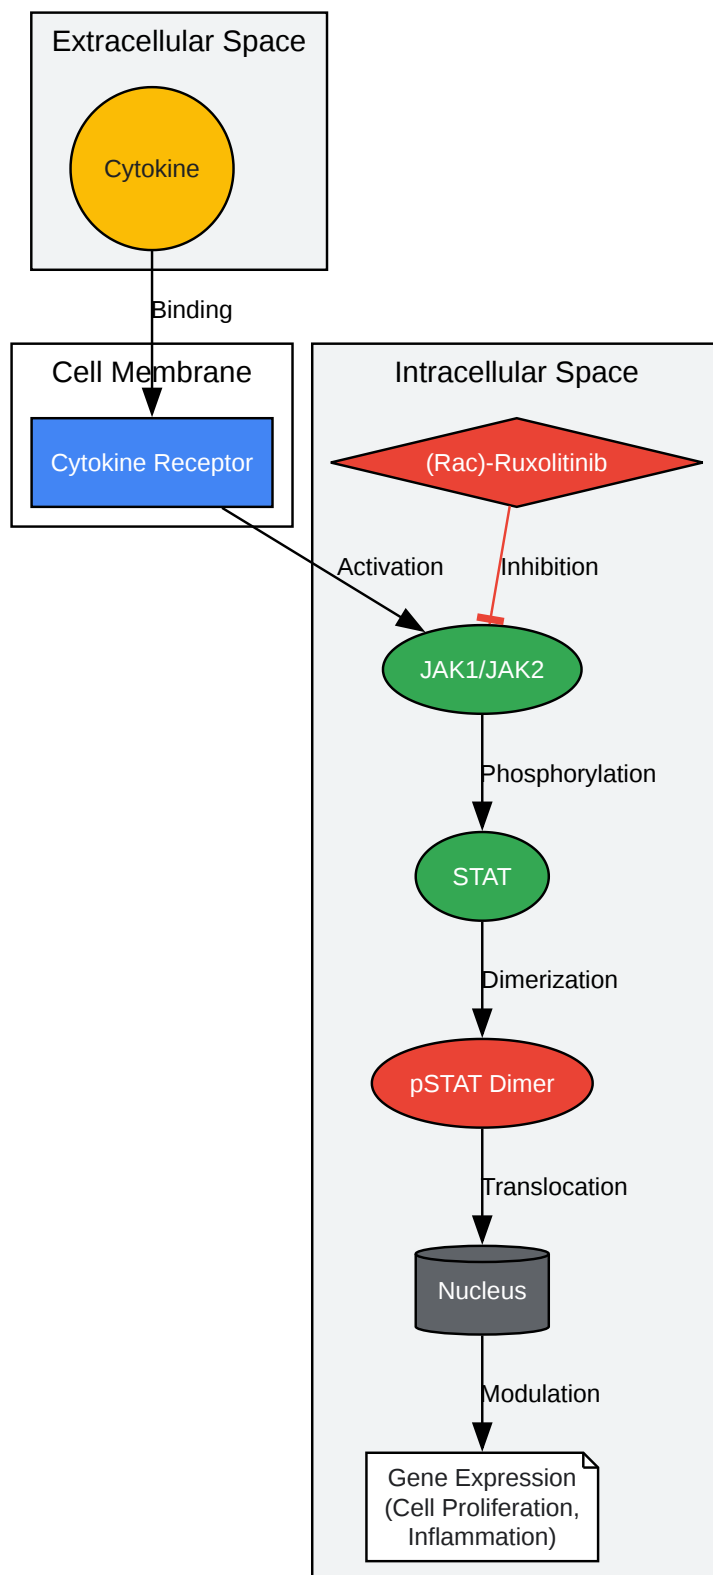 Extracellular Space
Cytokine
Binding
Cell Membrane
Cytokine Receptor
Intracellular Space
(Rac)-Ruxolitinib
Activation
Inhibition
JAK1/JAK2
Phosphorylation
STAT
Dimerization
pSTAT Dimer
Translocation
Nucleus
Modulation
Gene Expression
(Cell Proliferation,
Inflammation)